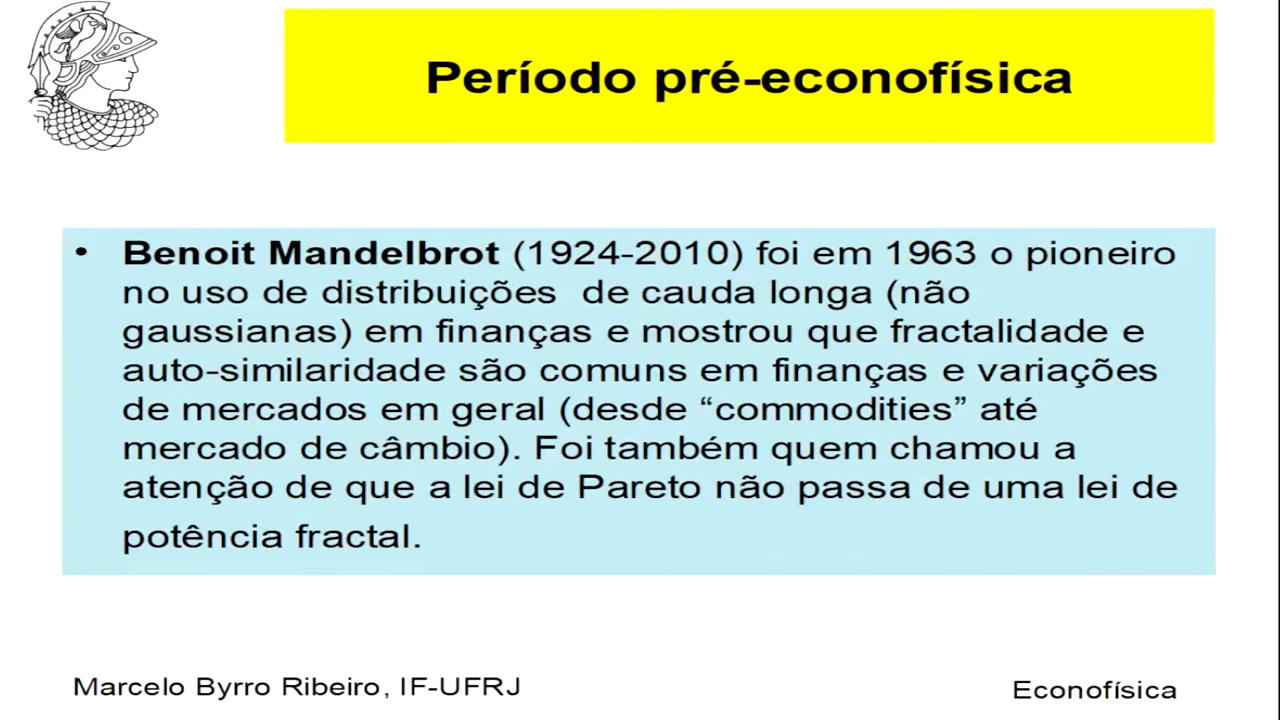 Período pré-econofísica
• Benoit Mandelbrot (1924-2010) foi em 1963 o pioneiro
no uso de distribuições de cauda longa (não
gaussianas) em finanças e mostrou que fractalidade e
auto-similaridade são comuns em finanças e variações
de mercados em geral (desde “commodities” até
mercado de câmbio). Foi também quem chamou a
atenção de que a lei de Pareto não passa de uma lei de
potência fractal.
Marcelo Byrro Ribeiro, IF-UFRJ
Econofísica